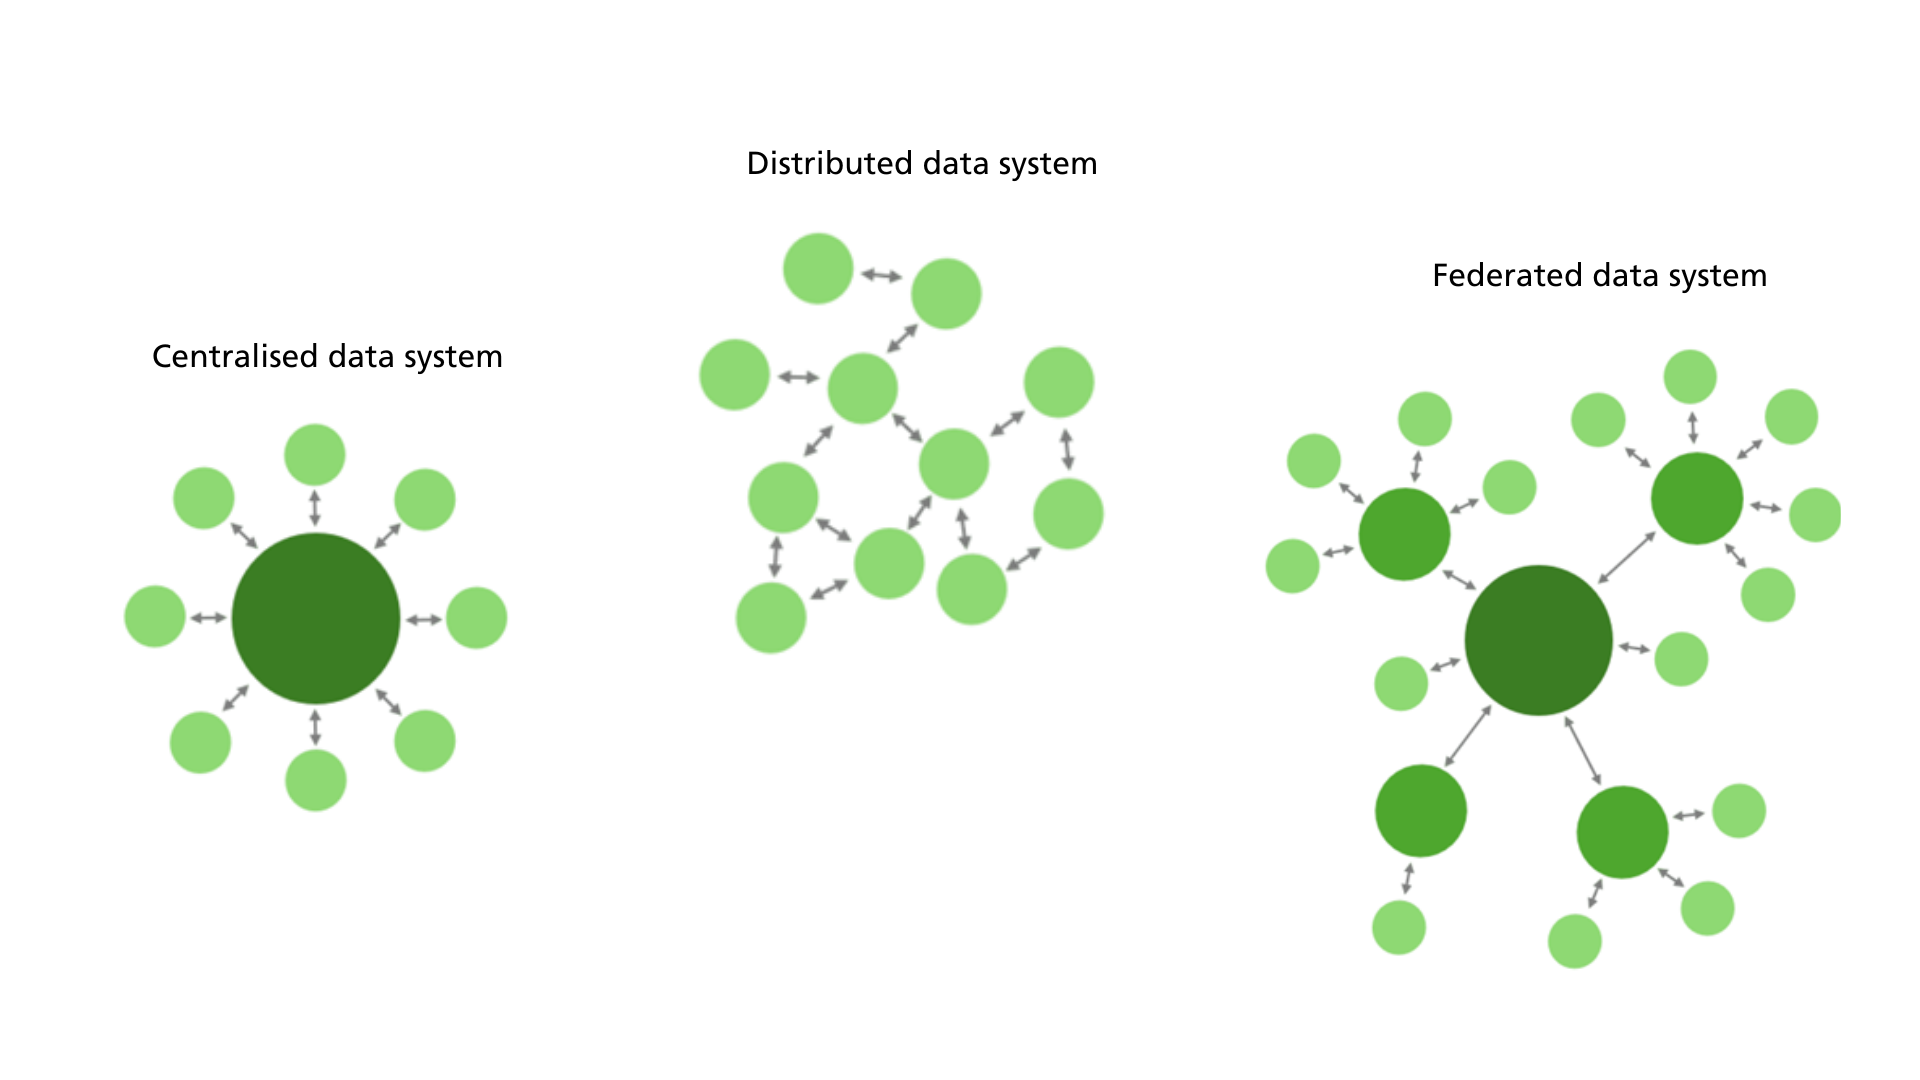 Centralised data system
Distributed data system
Federated data system